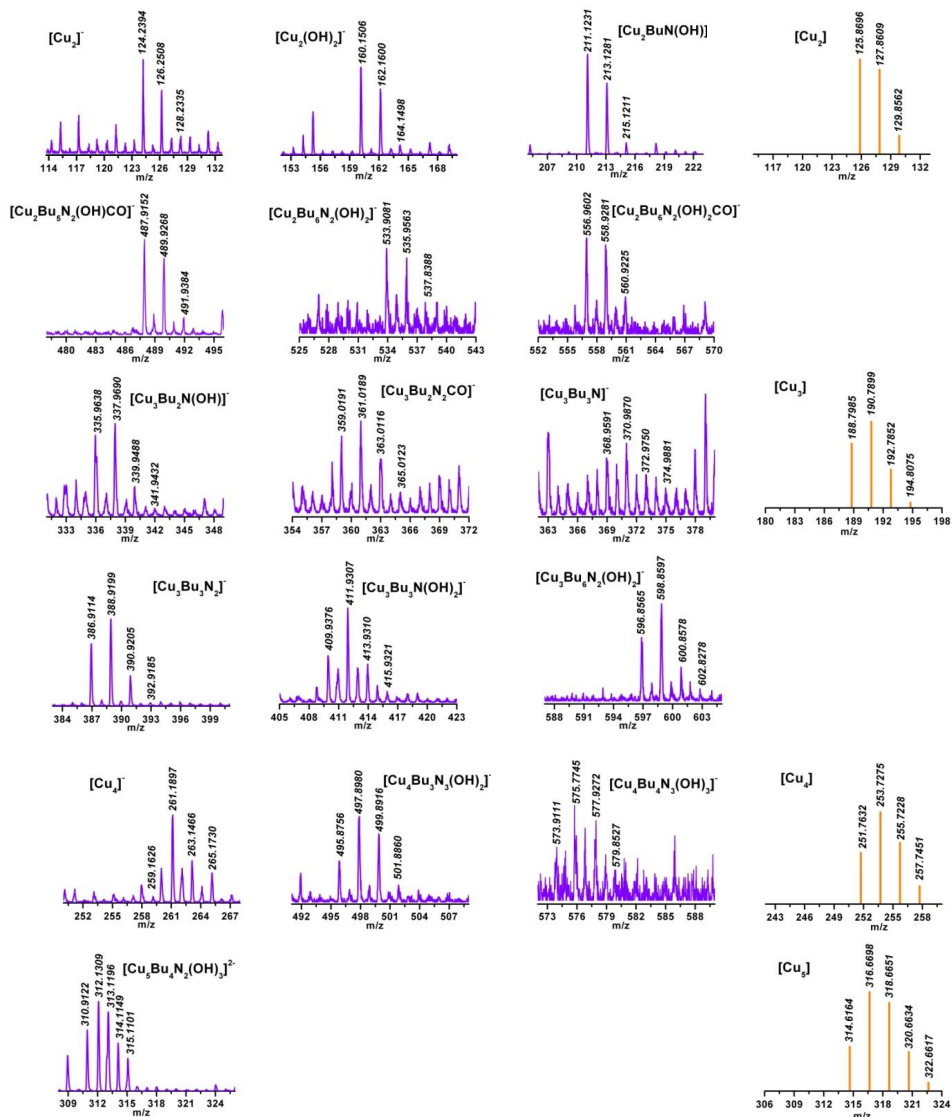 [Cu2]-
124.2394
126.2508
128.2335
114 117 120 123 126 129 132
m/z
[Cu2(OH)2]-
160.1506
162.1600
164.1498
153 156 159 162 165 168
m/z
[Cu2BuN(OH)]
211.1231
213.1281
215.1211
207 210 213 216 219 222
m/z
[Cu2]
125.8696
127.8609
129.8562
117 120 123 126 129 132
m/z
[Cu2Bu5N2(OH)CO]-
487.9152
489.9268
491.9384
480 483 486 489 492 495
m/z
[Cu2Bu6N2(OH)2]-
533.9081
535.9563
537.8388
525 528 531 534 537 540 543
m/z
[Cu2Bu6N2(OH)2CO]-
556.9602
558.9281
560.9225
552 555 558 561 564 567 570
m/z
[Cu3Bu2N(OH)]-
335.9638
337.9690
339.9488
341.9432
333 336 339 342 345 348
m/z
[Cu3Bu2N2CO]-
359.0191
361.0189
363.0116
365.0123
354 357 360 363 366 369 372
m/z
[Cu3Bu3N]-
368.9591
370.9870
372.9750
374.9881
363 366 369 372 375 378
m/z
[Cu3]
188.7985
190.7899
192.7852
194.8075
180 183 186 189 192 195 198
m/z
[Cu3Bu3N2]-
386.9114
388.9199
390.9205
392.9185
384 387 390 393 396 399
m/z
[Cu3Bu3N(OH)2]-
409.9376
411.9307
413.9310
415.9321
405 408 411 414 417 420 423
m/z
[Cu3Bu6N2(OH)2]-
596.8565
598.8597
600.8578
602.8278
588 591 594 597 600 603
m/z
[Cu4]-
259.1626
261.1897
263.1466
265.1730
252 255 258 261 264 267
m/z
[Cu4Bu3N3(OH)2]-
495.8756
497.8980
499.8916
501.8860
492 495 498 501 504 507
m/z
[Cu4Bu4N3(OH)3]-
573.9111
575.7745
577.9272
579.8527
573 576 579 582 585 588
m/z
[Cu4]
251.7632
253.7275
255.7228
257.7451
243 246 249 252 255 258
m/z
[Cu5Bu4N2(OH)3]2-
310.9122
312.1309
313.1196
314.1149
315.1101
309 312 315 318 321 324
m/z
[Cu5]
314.6164
316.6698
318.6651
320.6634
322.6617
306 309 312 315 318 321 324
m/z